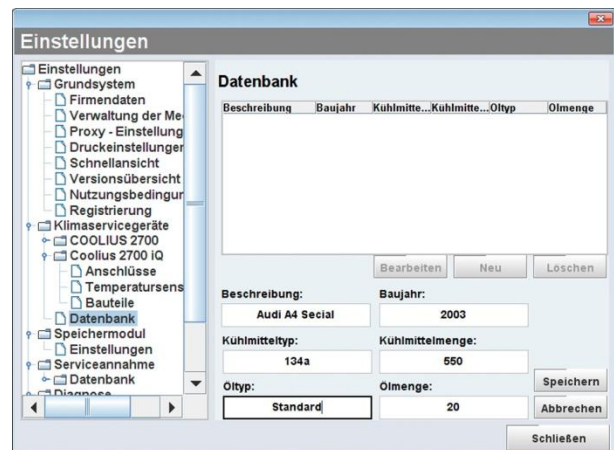 Einstellungen
Einstellungen
Grundsystem
Firmendaten
Verwaltung der Me
Proxy - Einstellung
Druckeinstellunger
Schnellansicht
Versionsübersicht
Nutzungsbedingur
Registrierung
Klimaservicegeräte
COOLIUS 2700
Coolius 2700 iQ
Anschlüsse
Temperatursens
Bauteile
Datenbank
Speichermodul
Einstellungen
Serviceannahme
Datenbank
Diagnose
Datenbank
Beschreibung Baujahr Kühlmitte... Kühlmitte... Öltyp Ölmenge
Bearbeiten Neu Löschen
Beschreibung: Baujahr:
Audi A4 Secial 2003
Kühlmitteltyp: Kühlmittelmenge:
134a 550
Öltyp: Ölmenge:
Standard 20
Speichern
Abbrechen
Schließen